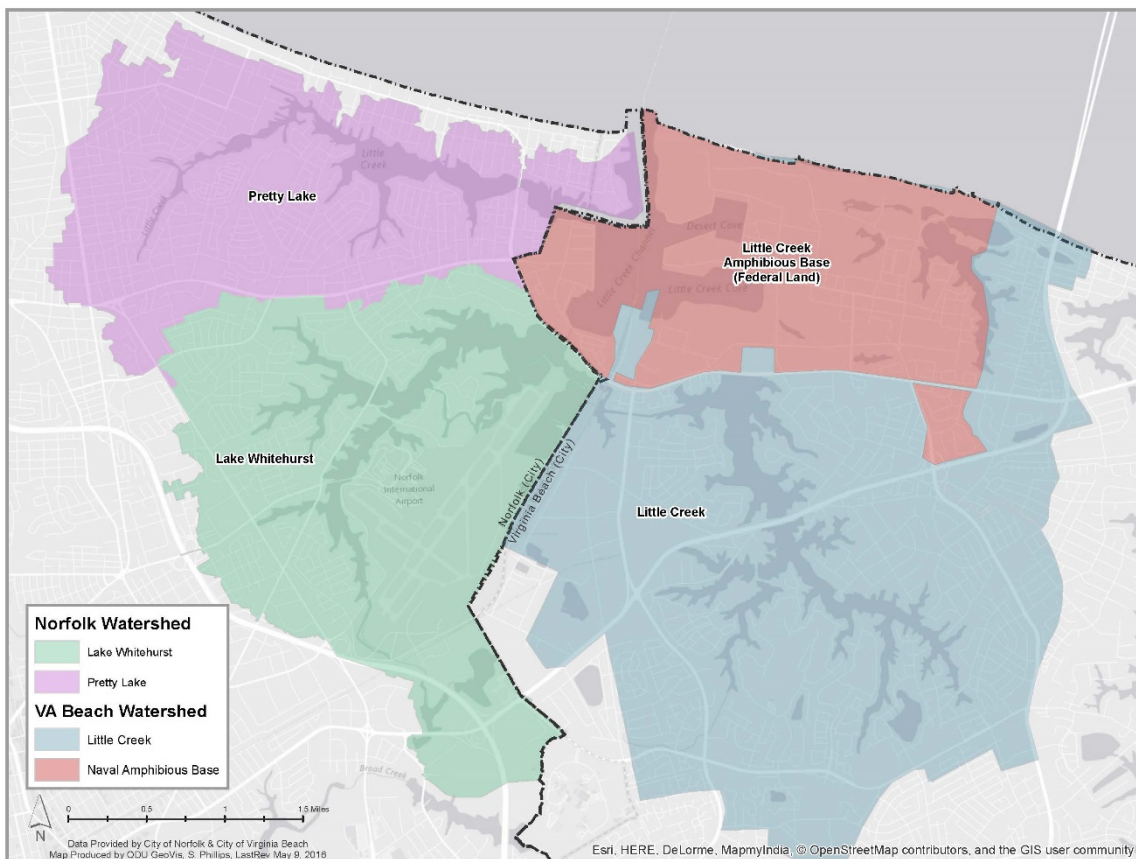 Little
Creek
Pretty Lake
Little Creek
Desert Cove
Little Creek
Amphibious Base
(Federal Land)
Little Creek Channel
Little Creek Cove
Lake Whitehurst
Norfolk
International
Airport
Norfolk (City)
Virginia Beach (City)
Little Creek
Norfolk Watershed
Lake Whitehurst
Pretty Lake
VA Beach Watershed
Little Creek
Naval Amphibious Base
Broad Creek
0 0.5 1 1.5 Miles
N
Data Provided by City of Norfolk & City of Virginia Beach
Map Produced by ODU GeoVis, S. Phillips, LastRev May 9, 2016
Esri, HERE, DeLorme, MapmyIndia, © OpenStreetMap contributors, and the GIS user community